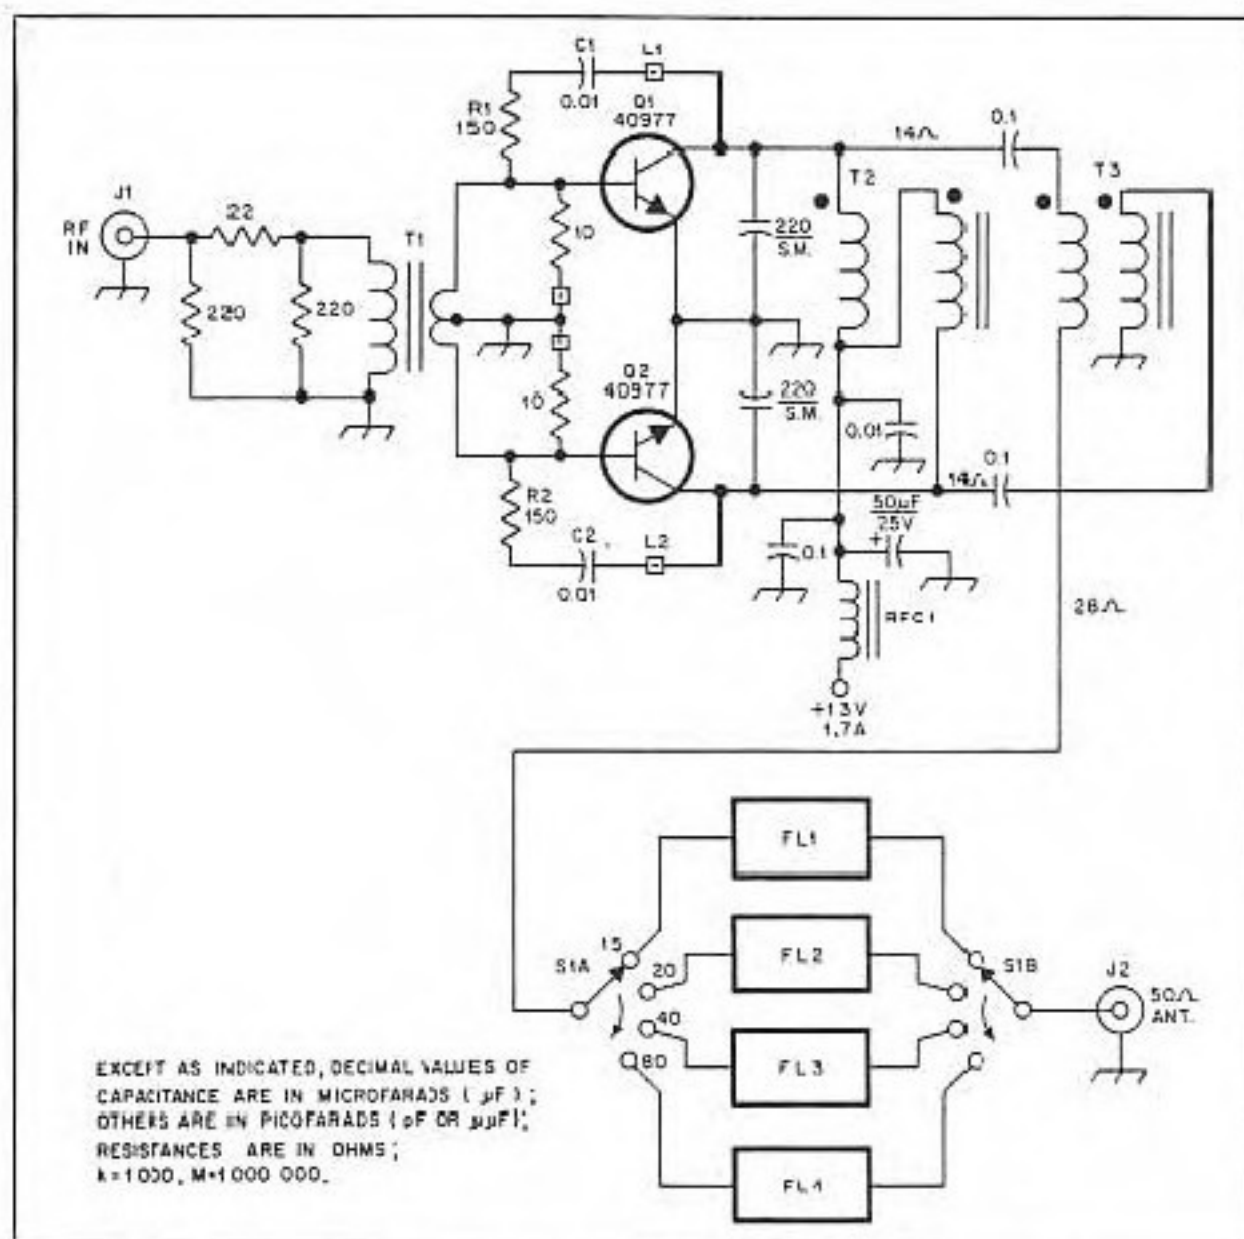 C1
L1
0.01
R1
150
Q1
40977
14Ω
0.1
J1
RF
IN
22
T1
10
220
S.M.
T2
T3
220
220
Q2
40977
10
220
S.M.
0.01
R2
150
C2
L2
0.01
14Ω
0.1
50µF
25V
+
0.1
RFC1
28Ω
+13V
1.7A
FL1
15
S1A
20
FL2
S1B
J2
50Ω
ANT.
40
FL3
80
FL4
EXCEPT AS INDICATED, DECIMAL VALUES OF
CAPACITANCE ARE IN MICROFARADS ( µF ) ;
OTHERS ARE IN PICOFARADS ( pF OR µµF);
RESISTANCES ARE IN OHMS ;
k=1000, M=1000 000.